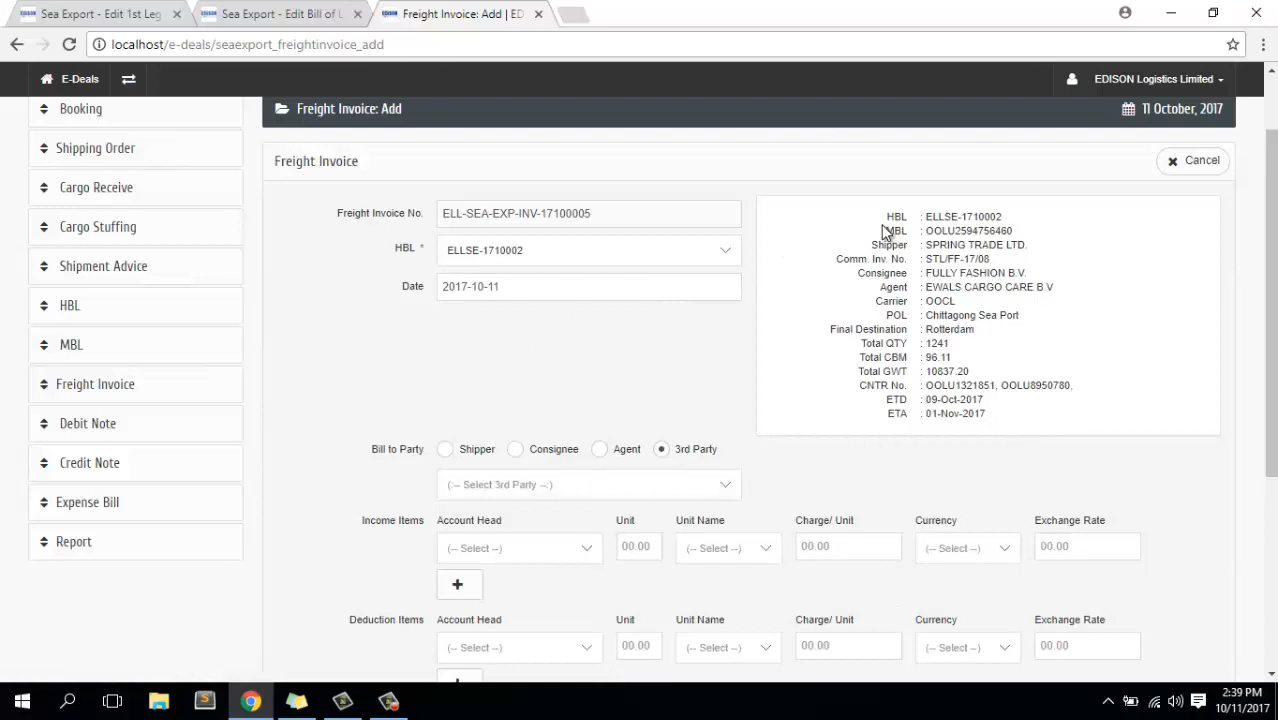 Sea Export - Edit 1st Leg
Sea Export - Edit Bill of L
Freight Invoice: Add | ED
localhost/e-deals/seaexport_freightinvoice_add
E-Deals
EDISON Logistics Limited
Booking
Shipping Order
Cargo Receive
Cargo Stuffing
Shipment Advice
HBL
MBL
Freight Invoice
Debit Note
Credit Note
Expense Bill
Report
Freight Invoice: Add
11 October, 2017
Freight Invoice
Cancel
Freight Invoice No. ELL-SEA-EXP-INV-17100005
HBL * ELLSE-1710002
Date 2017-10-11
HBL : ELLSE-1710002
MBL : OOLU2594756460
Shipper : SPRING TRADE LTD.
Comm. Inv. No. : STL/FF-17/08
Consignee : FULLY FASHION B.V.
Agent : EWALS CARGO CARE B.V
Carrier : OOCL
POL : Chittagong Sea Port
Final Destination : Rotterdam
Total QTY : 1241
Total CBM : 96.11
Total GWT : 10837.20
CNTR No. : OOLU1321851, OOLU8950780,
ETD : 09-Oct-2017
ETA : 01-Nov-2017
Bill to Party Shipper Consignee Agent 3rd Party
(-- Select 3rd Party --)
Income Items Account Head Unit Unit Name Charge/ Unit Currency Exchange Rate
(-- Select --) 00.00 (-- Select --) 00.00 (-- Select --) 00.00
+
Deduction Items Account Head Unit Unit Name Charge/ Unit Currency Exchange Rate
(-- Select --) 00.00 (-- Select --) 00.00 (-- Select --) 00.00
2:39 PM
10/11/2017